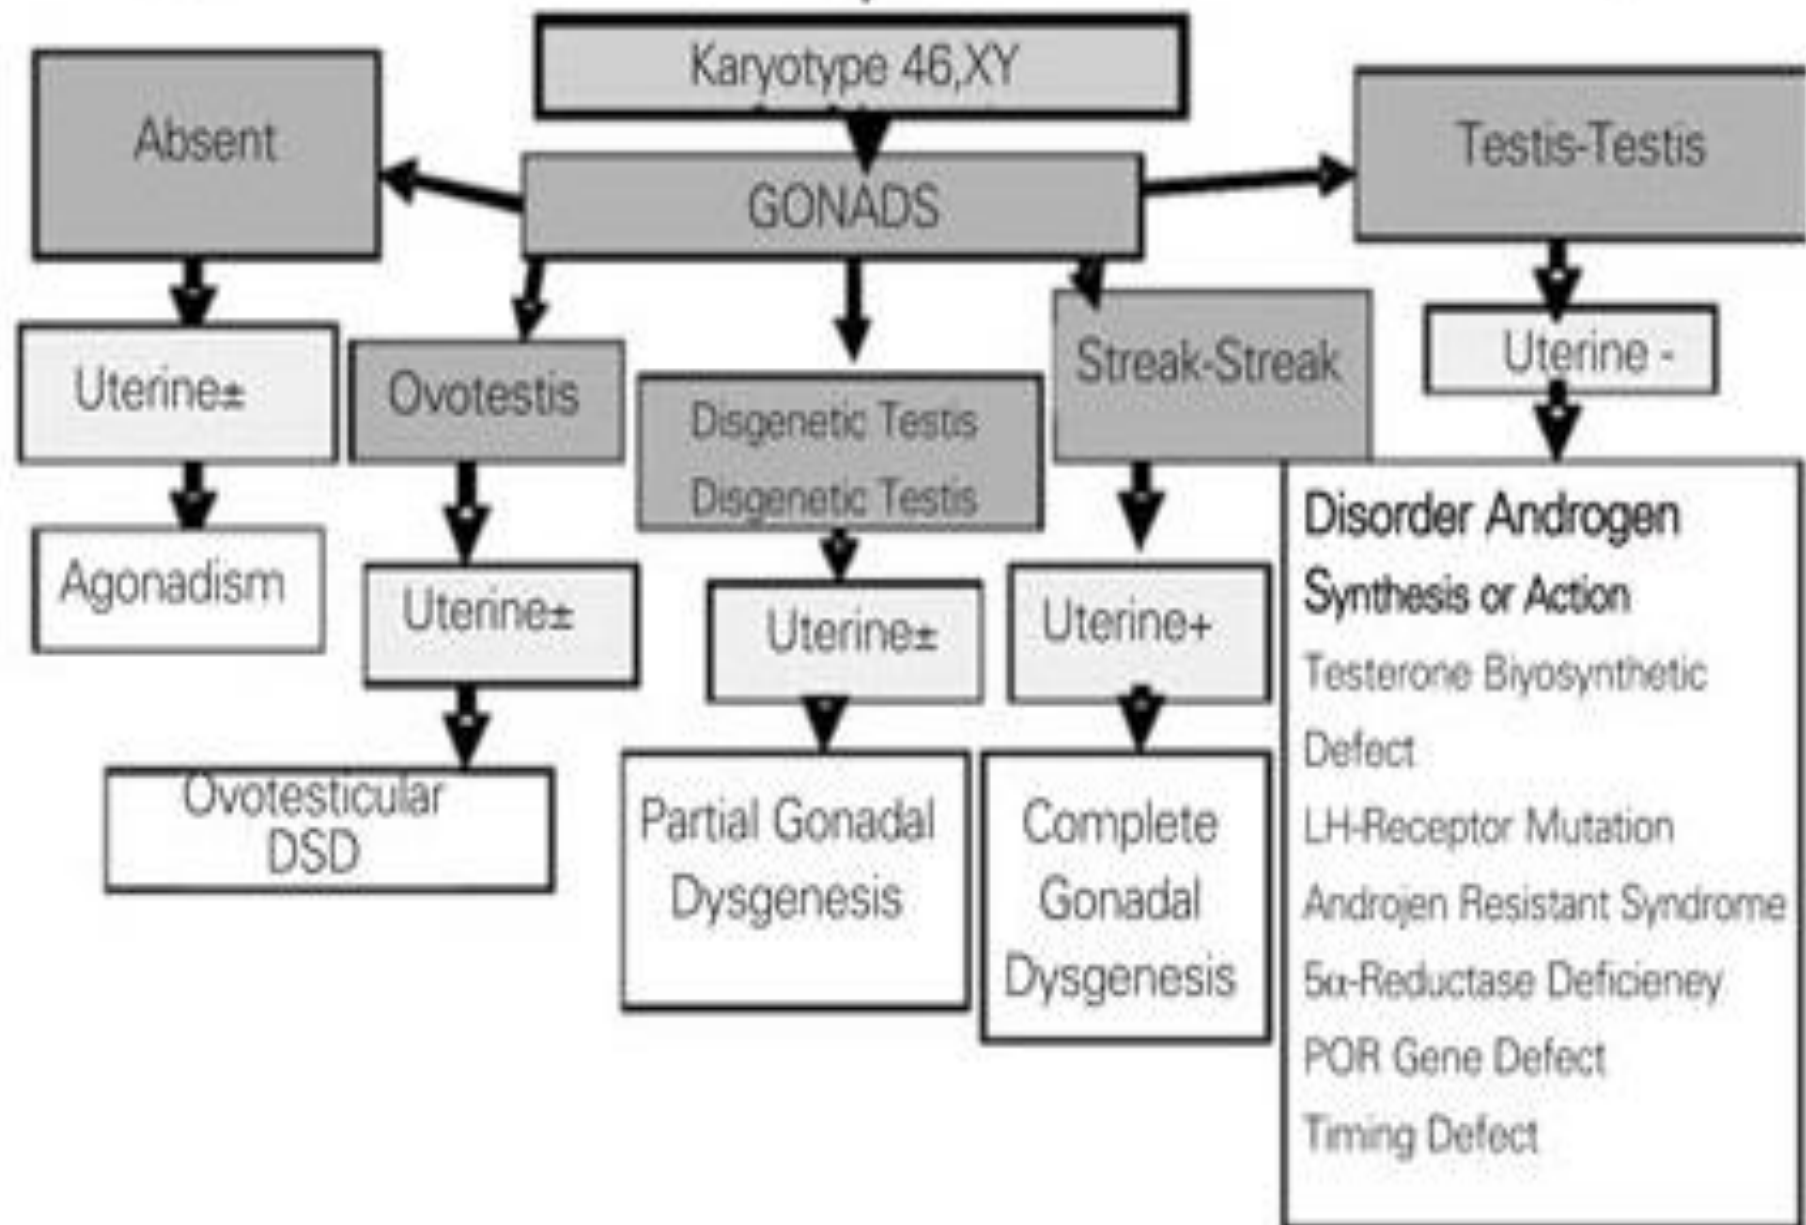 Karyotype 46,XY
Absent
GONADS
Testis-Testis
Uterine±
Ovotestis
Disgenetic Testis
Disgenetic Testis
Streak-Streak
Uterine -
Agonadism
Uterine±
Uterine±
Uterine+
Disorder Androgen
Synthesis or Action
Testerone Biyosynthetic
Defect
LH-Receptor Mutation
Androjen Resistant Syndrome
5α-Reductase Deficieney
POR Gene Defect
Timing Defect
Ovotesticular
DSD
Partial Gonadal
Dysgenesis
Complete
Gonadal
Dysgenesis